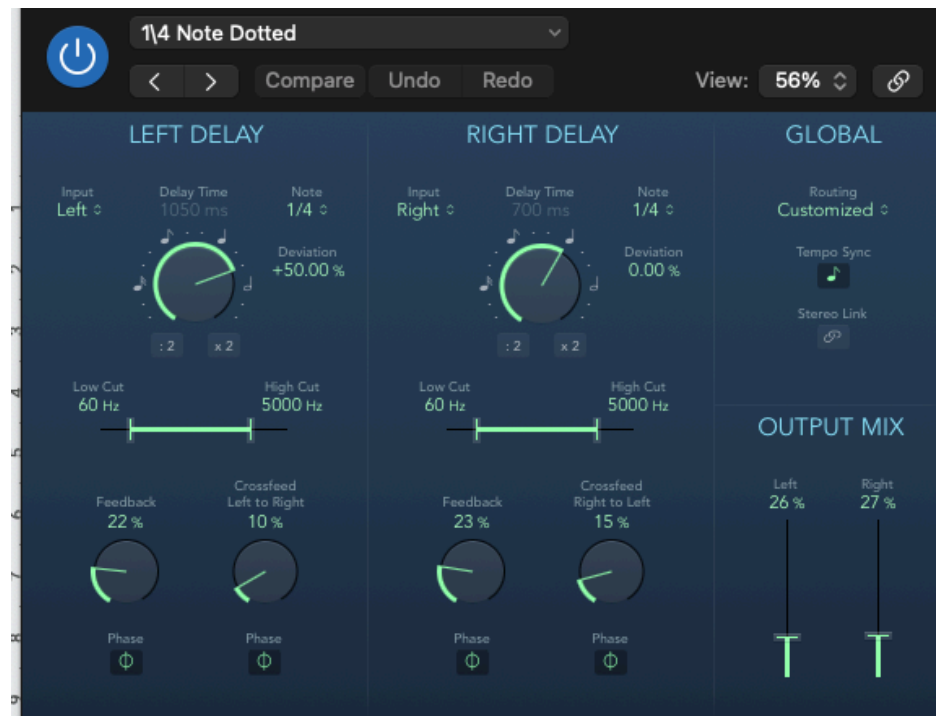 1\4 Note Dotted
Compare Undo Redo View: 56%
LEFT DELAY RIGHT DELAY GLOBAL
Input Delay Time Note Input Delay Time Note Routing
Left 1050 ms 1/4 Right 700 ms 1/4 Customized
Deviation Deviation Tempo Sync
+50.00 % 0.00 %
Stereo Link
: 2 x 2 : 2 x 2
Low Cut High Cut Low Cut High Cut
60 Hz 5000 Hz 60 Hz 5000 Hz
OUTPUT MIX
Crossfeed Crossfeed Left Right
Feedback Left to Right Feedback Right to Left 26 % 27 %
22 % 10 % 23 % 15 %
Phase Phase Phase Phase